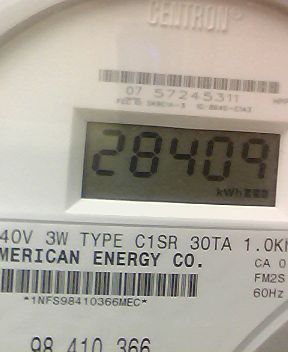 CENTRON®
07 57245311
28409
kWh
40V 3W TYPE C1SR 30TA 1.0K
MERICAN ENERGY CO.
CA 0
FM2S
60Hz
*1NFS98410366MEC*
98 410 366